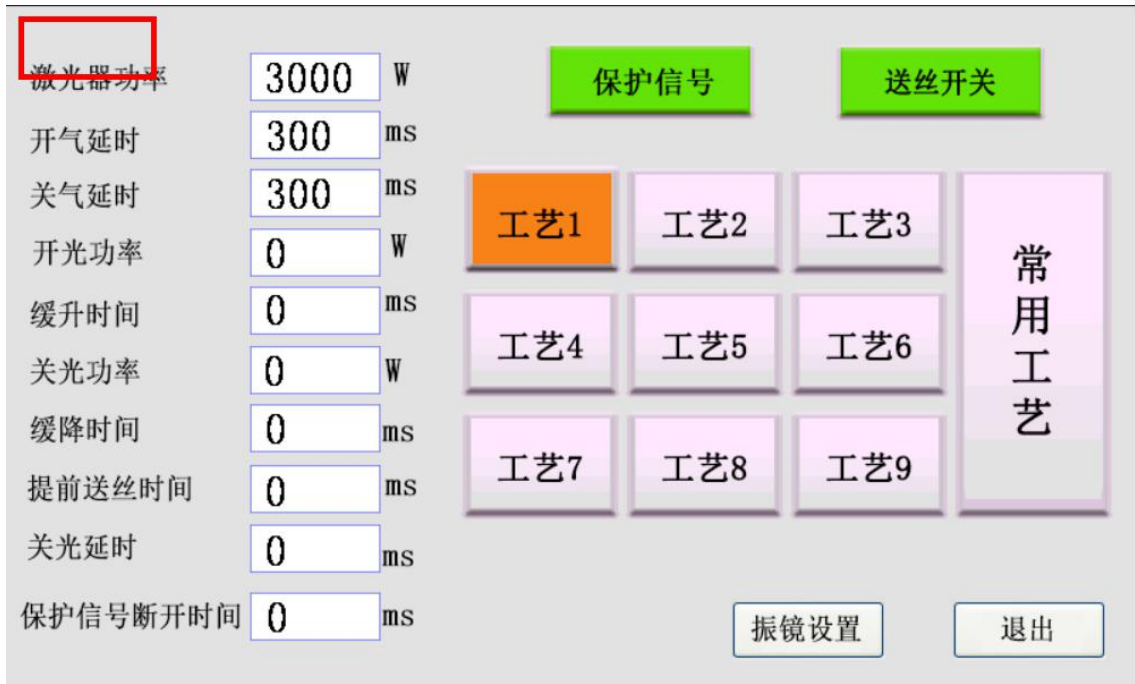 激光器功率 3000 W
开气延时 300 ms
关气延时 300 ms
开光功率 0 W
缓升时间 0 ms
关光功率 0 W
缓降时间 0 ms
提前送丝时间 0 ms
关光延时 0 ms
保护信号断开时间 0 ms
保护信号 送丝开关
工艺1 工艺2 工艺3
工艺4 工艺5 工艺6
工艺7 工艺8 工艺9
常用工艺
振镜设置 退出